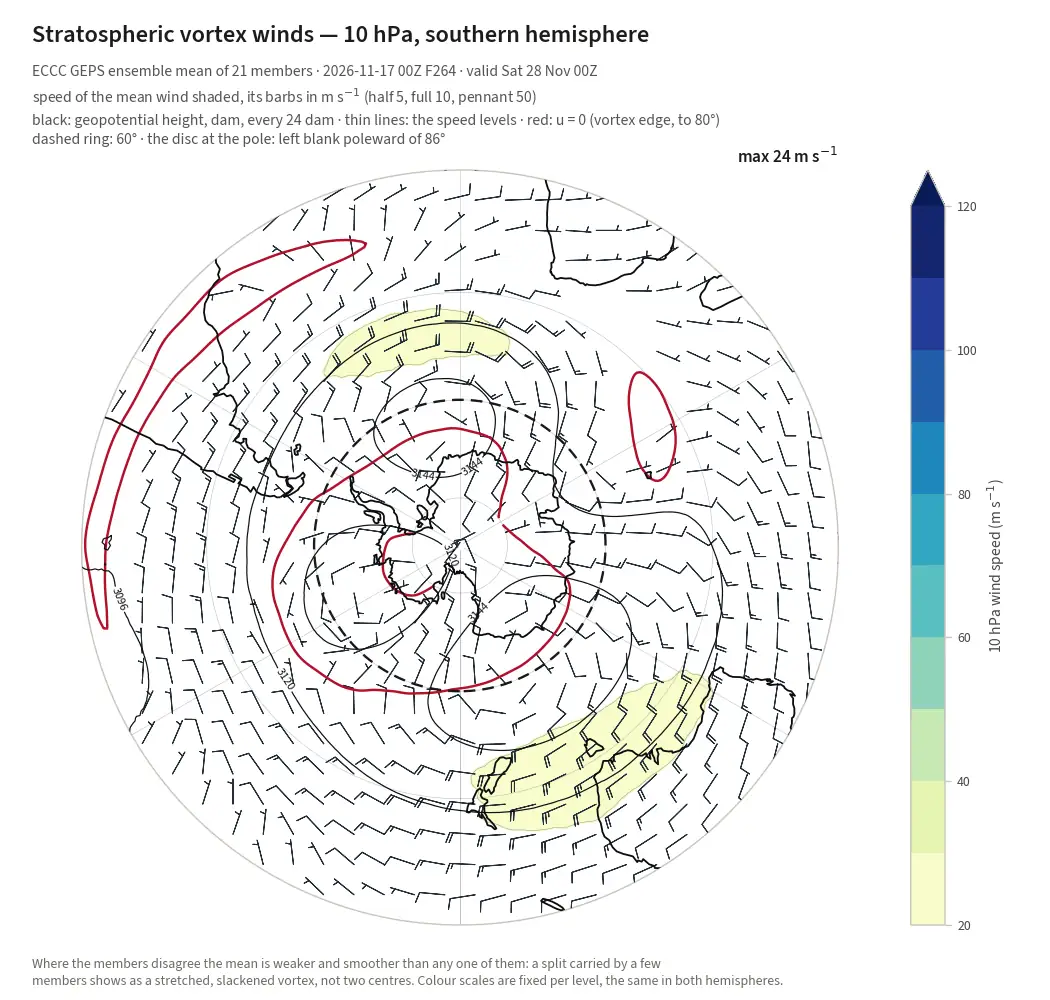 Stratospheric vortex winds — 10 hPa, southern hemisphere
ECCC GEPS ensemble mean of 21 members · 2026-11-17 00Z F264 · valid Sat 28 Nov 00Z
speed of the mean wind shaded, its barbs in m s⁻¹ (half 5, full 10, pennant 50)
black: geopotential height, dam, every 24 dam · thin lines: the speed levels · red: u = 0 (vortex edge, to 80°)
dashed ring: 60° · the disc at the pole: left blank poleward of 86°
max 24 m s⁻¹
120
100
80
60
40
20
10 hPa wind speed (m s⁻¹)
3144
3144
3120
3144
3096
3120
Where the members disagree the mean is weaker and smoother than any one of them: a split carried by a few
members shows as a stretched, slackened vortex, not two centres. Colour scales are fixed per level, the same in both hemispheres.